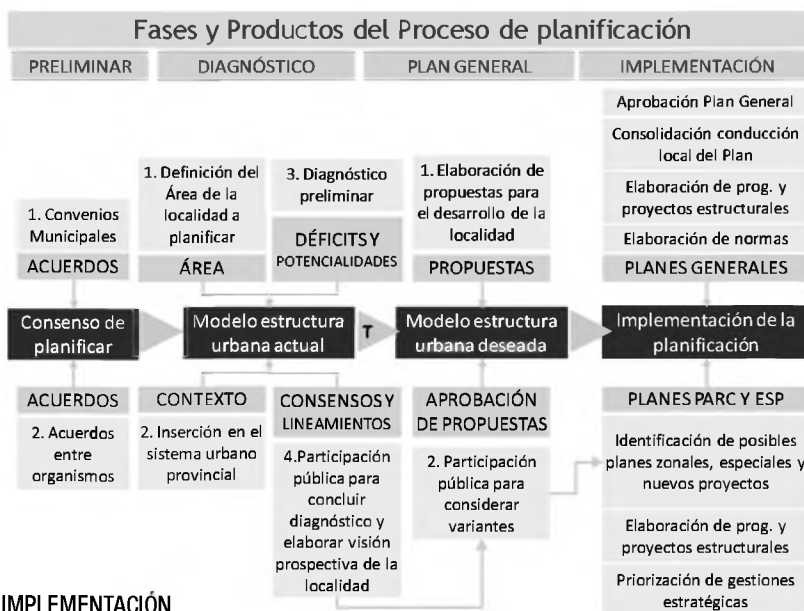 Fases y Productos del Proceso de planificación
PRELIMINAR
DIAGNÓSTICO
PLAN GENERAL
IMPLEMENTACIÓN
1. Convenios
Municipales
ACUERDOS
1. Definición del
Área de la
localidad a
planificar
ÁREA
3. Diagnóstico
preliminar
DÉFICITS Y
POTENCIALIDADES
1. Elaboración de
propuestas para
el desarrollo de la
localidad
PROPUESTAS
Aprobación Plan General
Consolidación conducción
local del Plan
Elaboración de prog. y
proyectos estructurales
Elaboración de normas
PLANES GENERALES
Consenso de
planificar
Modelo estructura
urbana actual
T
Modelo estructura
urbana deseada
Implementación de la
planificación
ACUERDOS
2. Acuerdos
entre
organismos
CONTEXTO
2. Inserción en el
sistema urbano
provincial
CONSENSOS Y
LINEAMIENTOS
4.Participación
pública para
concluir
diagnóstico y
elaborar visión
prospectiva de la
localidad
APROBACIÓN
DE PROPUESTAS
2. Participación
pública para
considerar
variantes
PLANES PARC Y ESP
Identificación de posibles
planes zonales, especiales y
nuevos proyectos
Elaboración de prog. y
proyectos estructurales
Priorización de gestiones
estratégicas
IMPLEMENTACIÓN